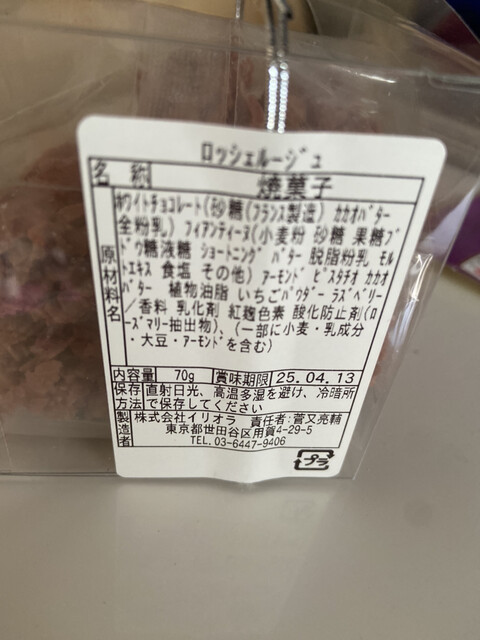 ロッシェルージュ
名 称 焼菓子
原材料名
ホワイトチョコレート(砂糖(フランス製造) カカオバター
全粉乳) フィアンティーヌ(小麦粉 砂糖 果糖ブ
ドウ糖液糖 ショートニング バター 脱脂粉乳 モル
トエキス 食塩 その他) アーモンド ピスタチオ カカオ
バター 植物油脂 いちごパウダー ラズベリー
/香料 乳化剤 紅麹色素 酸化防止剤(ロ
ーズマリー抽出物)、(一部に小麦・乳成分
・大豆・アーモンドを含む)
内容量 70g 賞味期限 25.04.13
保存方法 直射日光、高温多湿を避け、冷暗所
で保存してください
製造者 株式会社イリオラ 責任者:菅又亮輔
東京都世田谷区用賀4-29-5
TEL.03-6447-9406
プラ